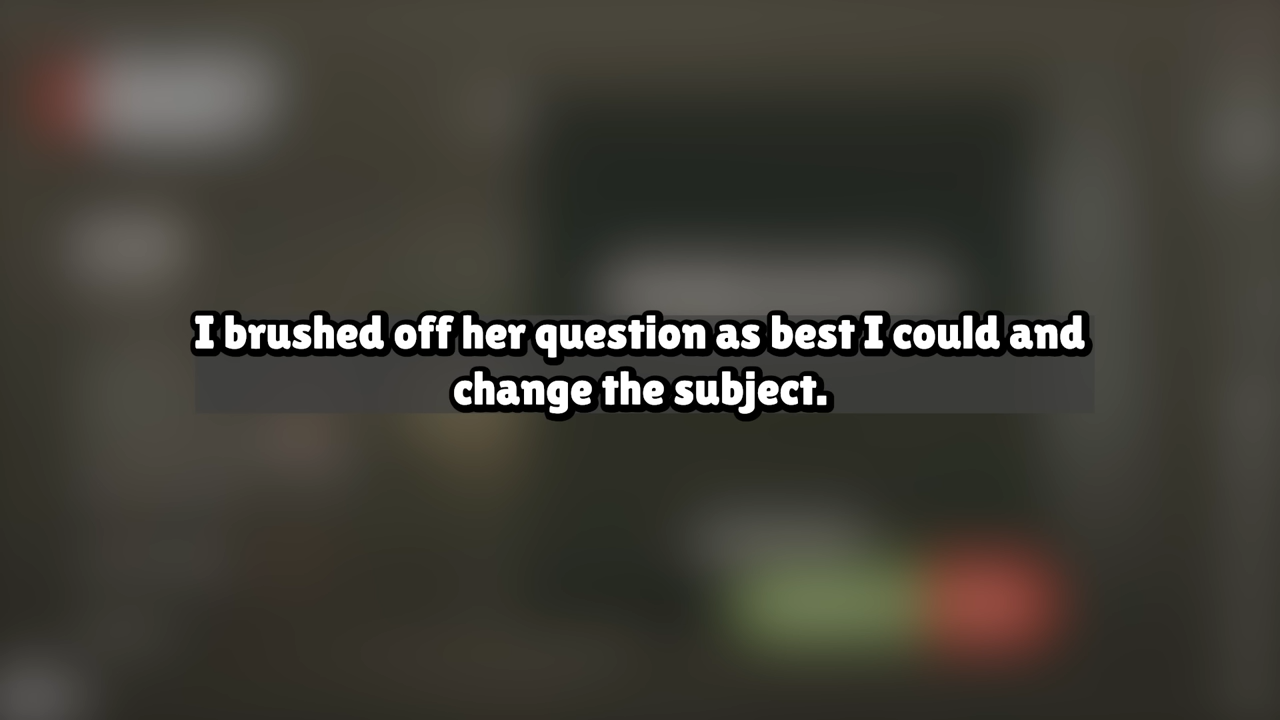 I brushed off her question as best I could and
change the subject.